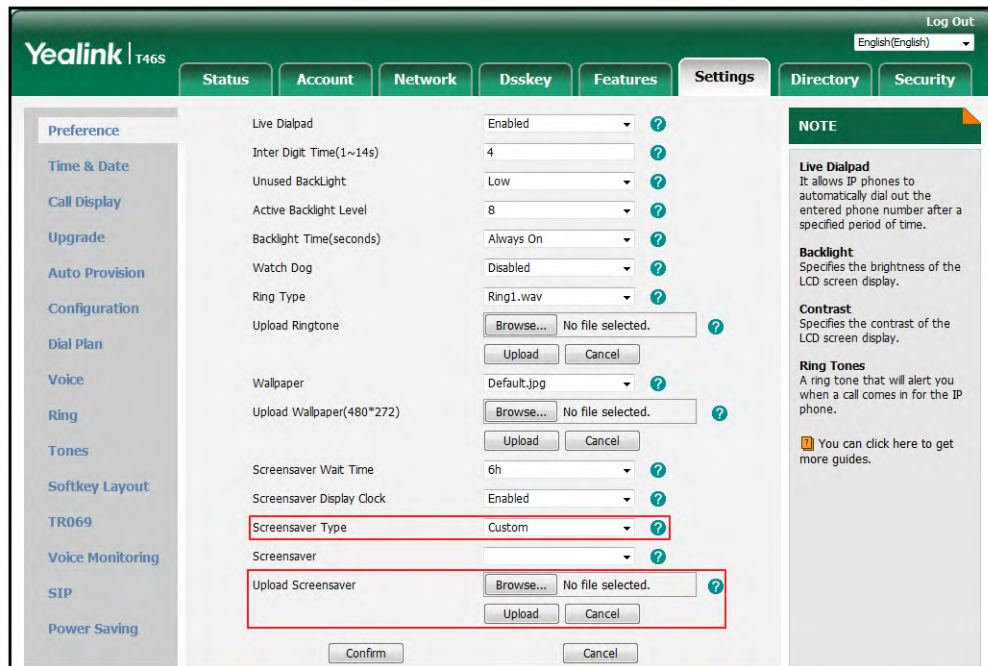 Log Out
English(English)
Yealink | T46S
Status Account Network Dsskey Features Settings Directory Security
Preference
Time & Date
Call Display
Upgrade
Auto Provision
Configuration
Dial Plan
Voice
Ring
Tones
Softkey Layout
TR069
Voice Monitoring
SIP
Power Saving
Live Dialpad Enabled ?
Inter Digit Time(1~14s) 4 ?
Unused BackLight Low ?
Active Backlight Level 8 ?
Backlight Time(seconds) Always On ?
Watch Dog Disabled ?
Ring Type Ring1.wav ?
Upload Ringtone Browse... No file selected. ?
Upload Cancel
Wallpaper Default.jpg ?
Upload Wallpaper(480*272) Browse... No file selected. ?
Upload Cancel
Screensaver Wait Time 6h ?
Screensaver Display Clock Enabled ?
Screensaver Type Custom ?
Screensaver ?
Upload Screensaver Browse... No file selected. ?
Upload Cancel
Confirm Cancel
NOTE
Live Dialpad
It allows IP phones to
automatically dial out the
entered phone number after a
specified period of time.
Backlight
Specifies the brightness of the
LCD screen display.
Contrast
Specifies the contrast of the
LCD screen display.
Ring Tones
A ring tone that will alert you
when a call comes in for the IP
phone.
? You can click here to get
more guides.